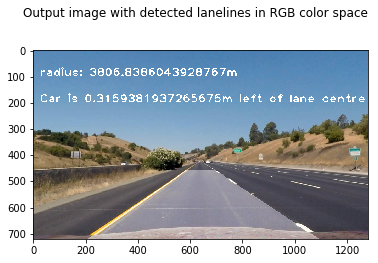 Output image with detected lanelines in RGB color space
0
100
radius: 3806.8386043928767m
Car is 0.3159381937265675m left of lane centre
200
300
400
500
600
700
0 200 400 600 800 1000 1200